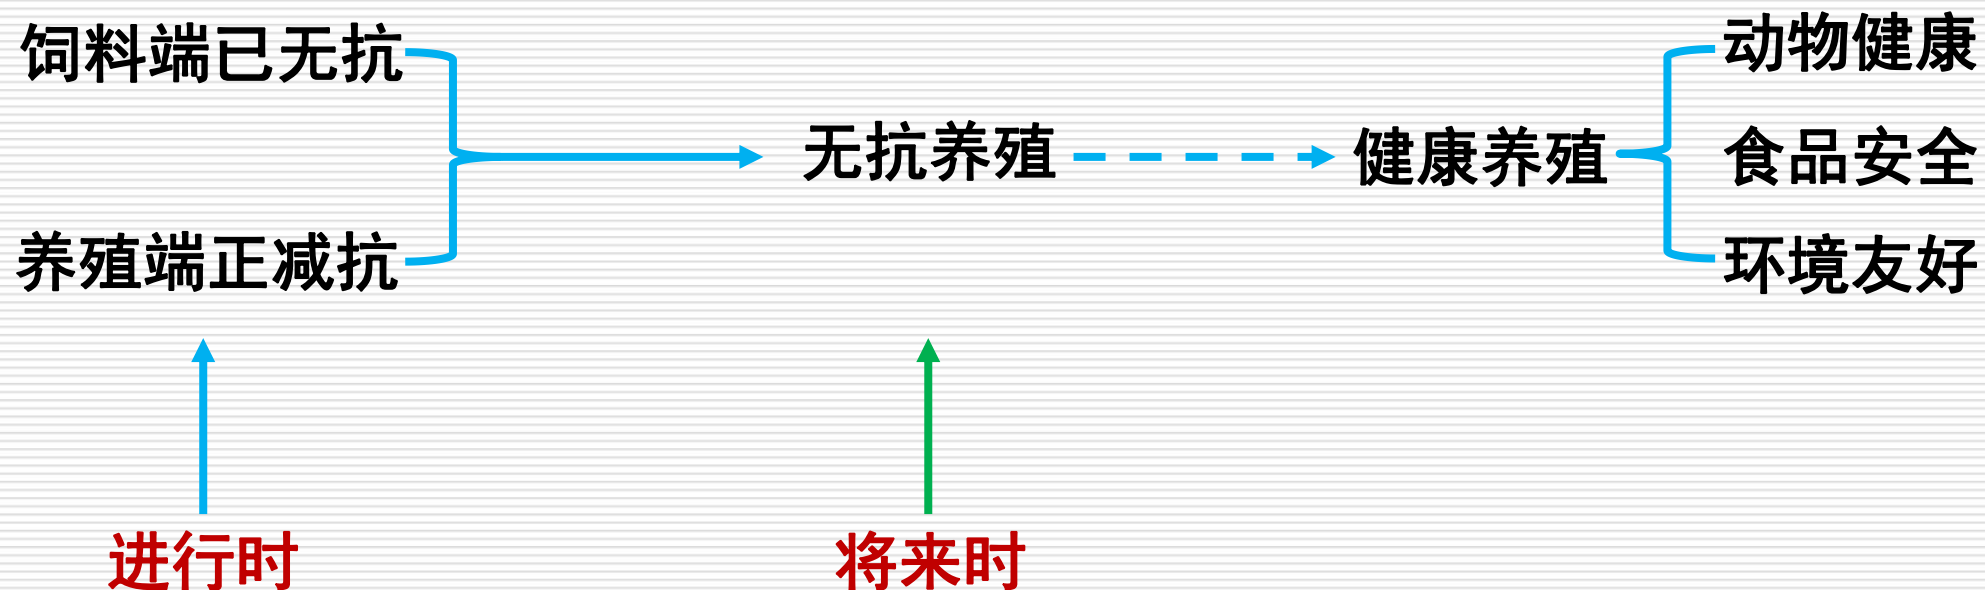 饲料端已无抗
养殖端正减抗
无抗养殖
健康养殖
动物健康
食品安全
环境友好
进行时
将来时